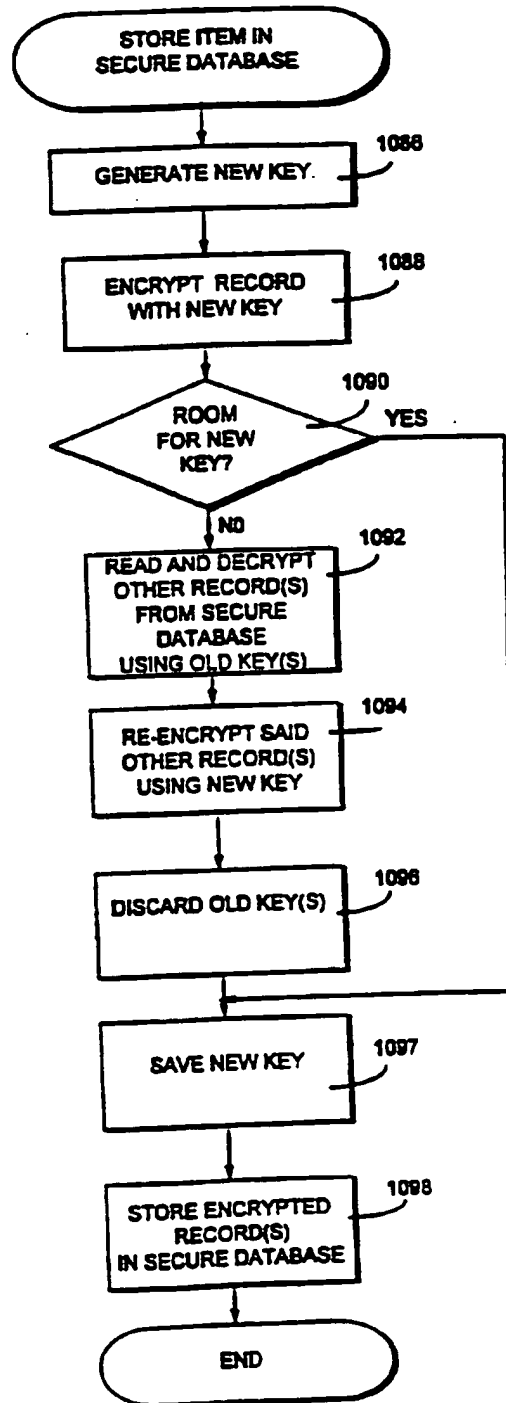 STORE ITEM IN
SECURE DATABASE
1086
GENERATE NEW KEY.
1088
ENCRYPT RECORD
WITH NEW KEY
1090
ROOM
FOR NEW
KEY?
YES
NO
1092
READ AND DECRYPT
OTHER RECORD(S)
FROM SECURE
DATABASE
USING OLD KEY(S)
1094
RE-ENCRYPT SAID
OTHER RECORD(S)
USING NEW KEY
1096
DISCARD OLD KEY(S)
1097
SAVE NEW KEY
1098
STORE ENCRYPTED
RECORD(S)
IN SECURE DATABASE
END